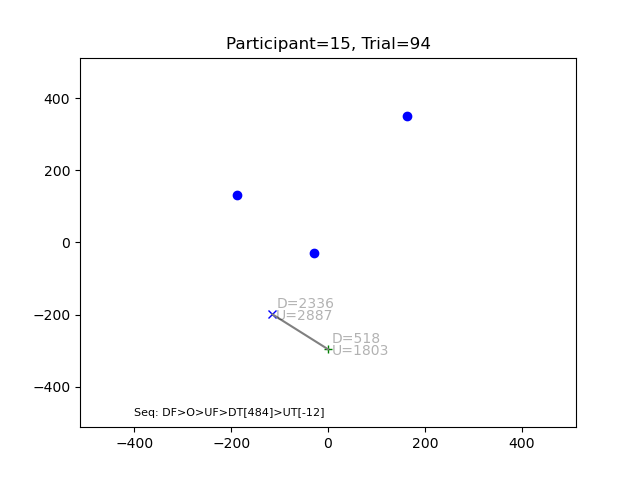 Participant=15, Trial=94
400
200
0
−200
−400
D=2336
U=2887
D=518
U=1803
Seq: DF>O>UF>DT[484]>UT[-12]
−400
−200
0
200
400